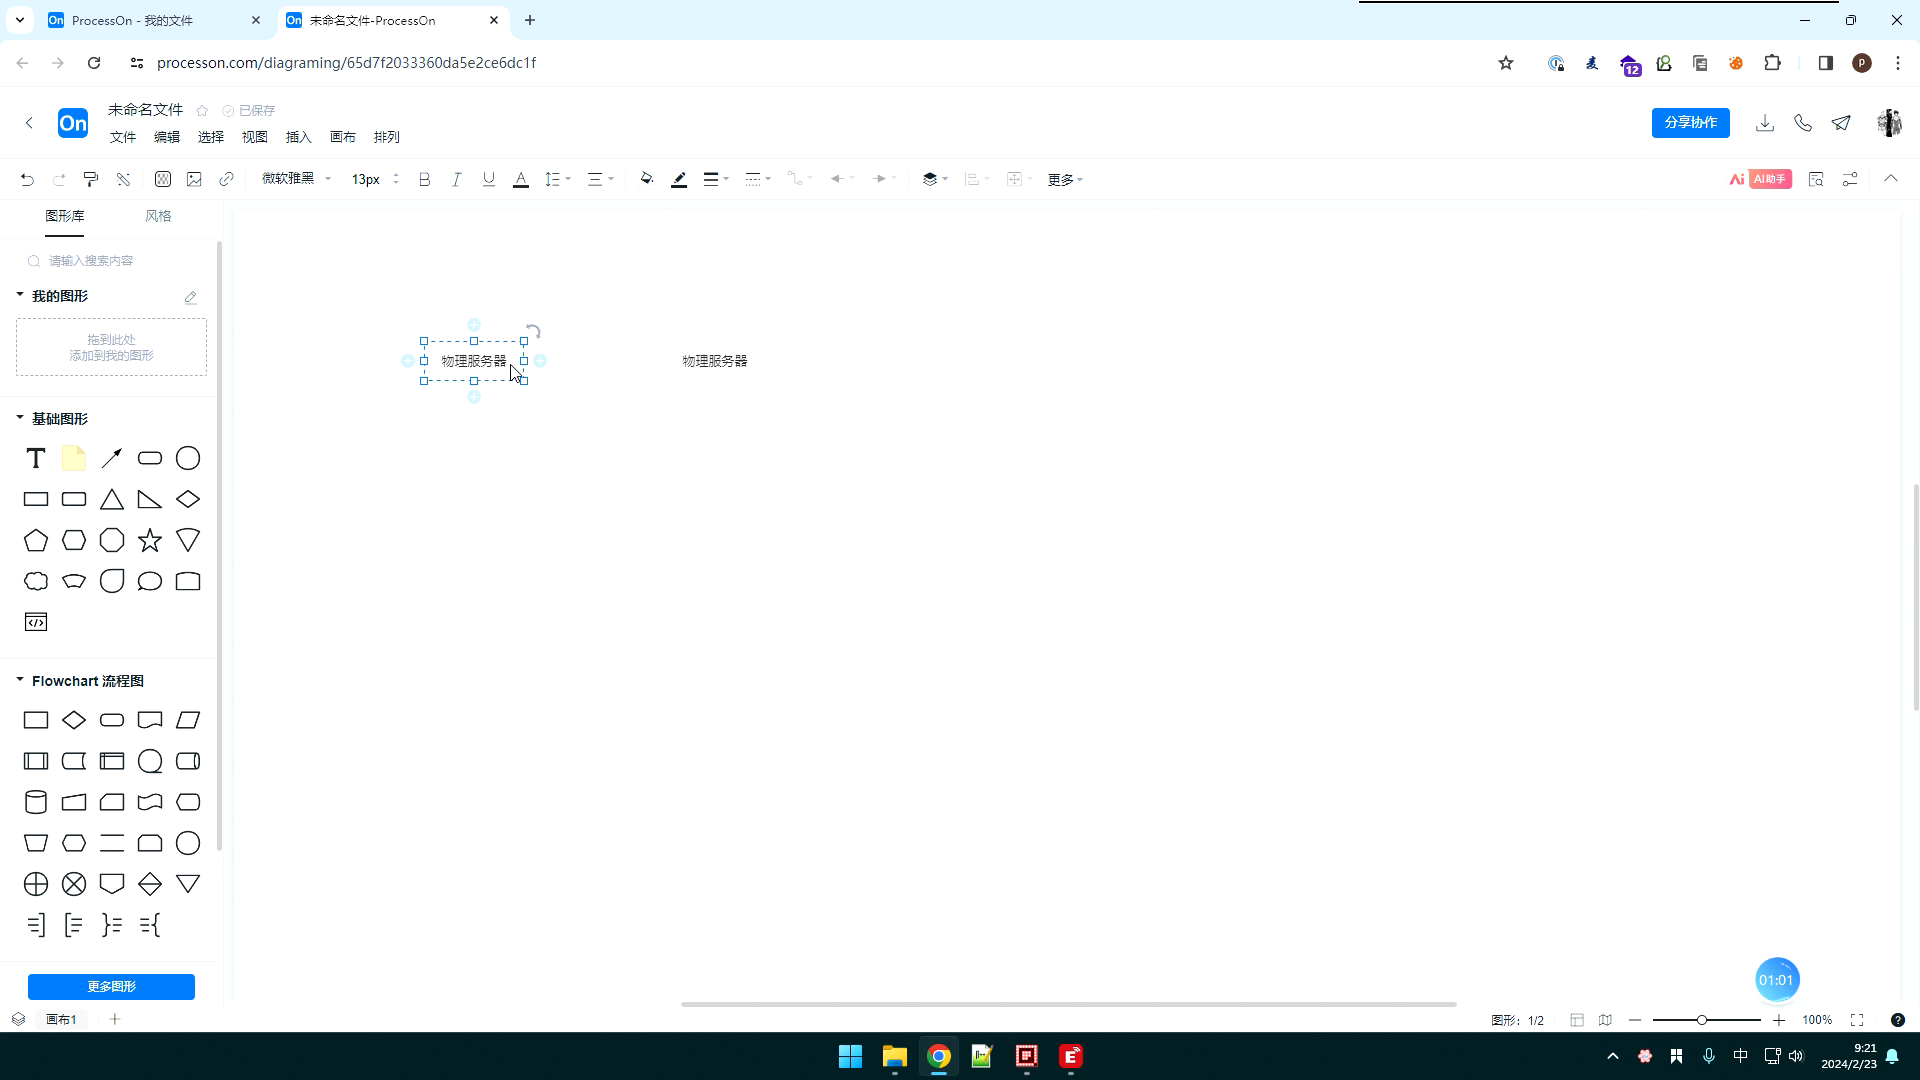 ProcessOn - 我的文件
未命名文件-ProcessOn
processon.com/diagraming/65d7f2033360da5e2ce6dc1f
12
P
On
未命名文件
已保存
文件 编辑 选择 视图 插入 画布 排列
分享协作
微软雅黑
13px
更多
AI助手
图形库 风格
请输入搜索内容
我的图形
拖到此处
添加到我的图形
基础图形
Flowchart 流程图
更多图形
物理服务器
物理服务器
01:01
画布1
图形: 1/2
100%
中
9:21
2024/2/23